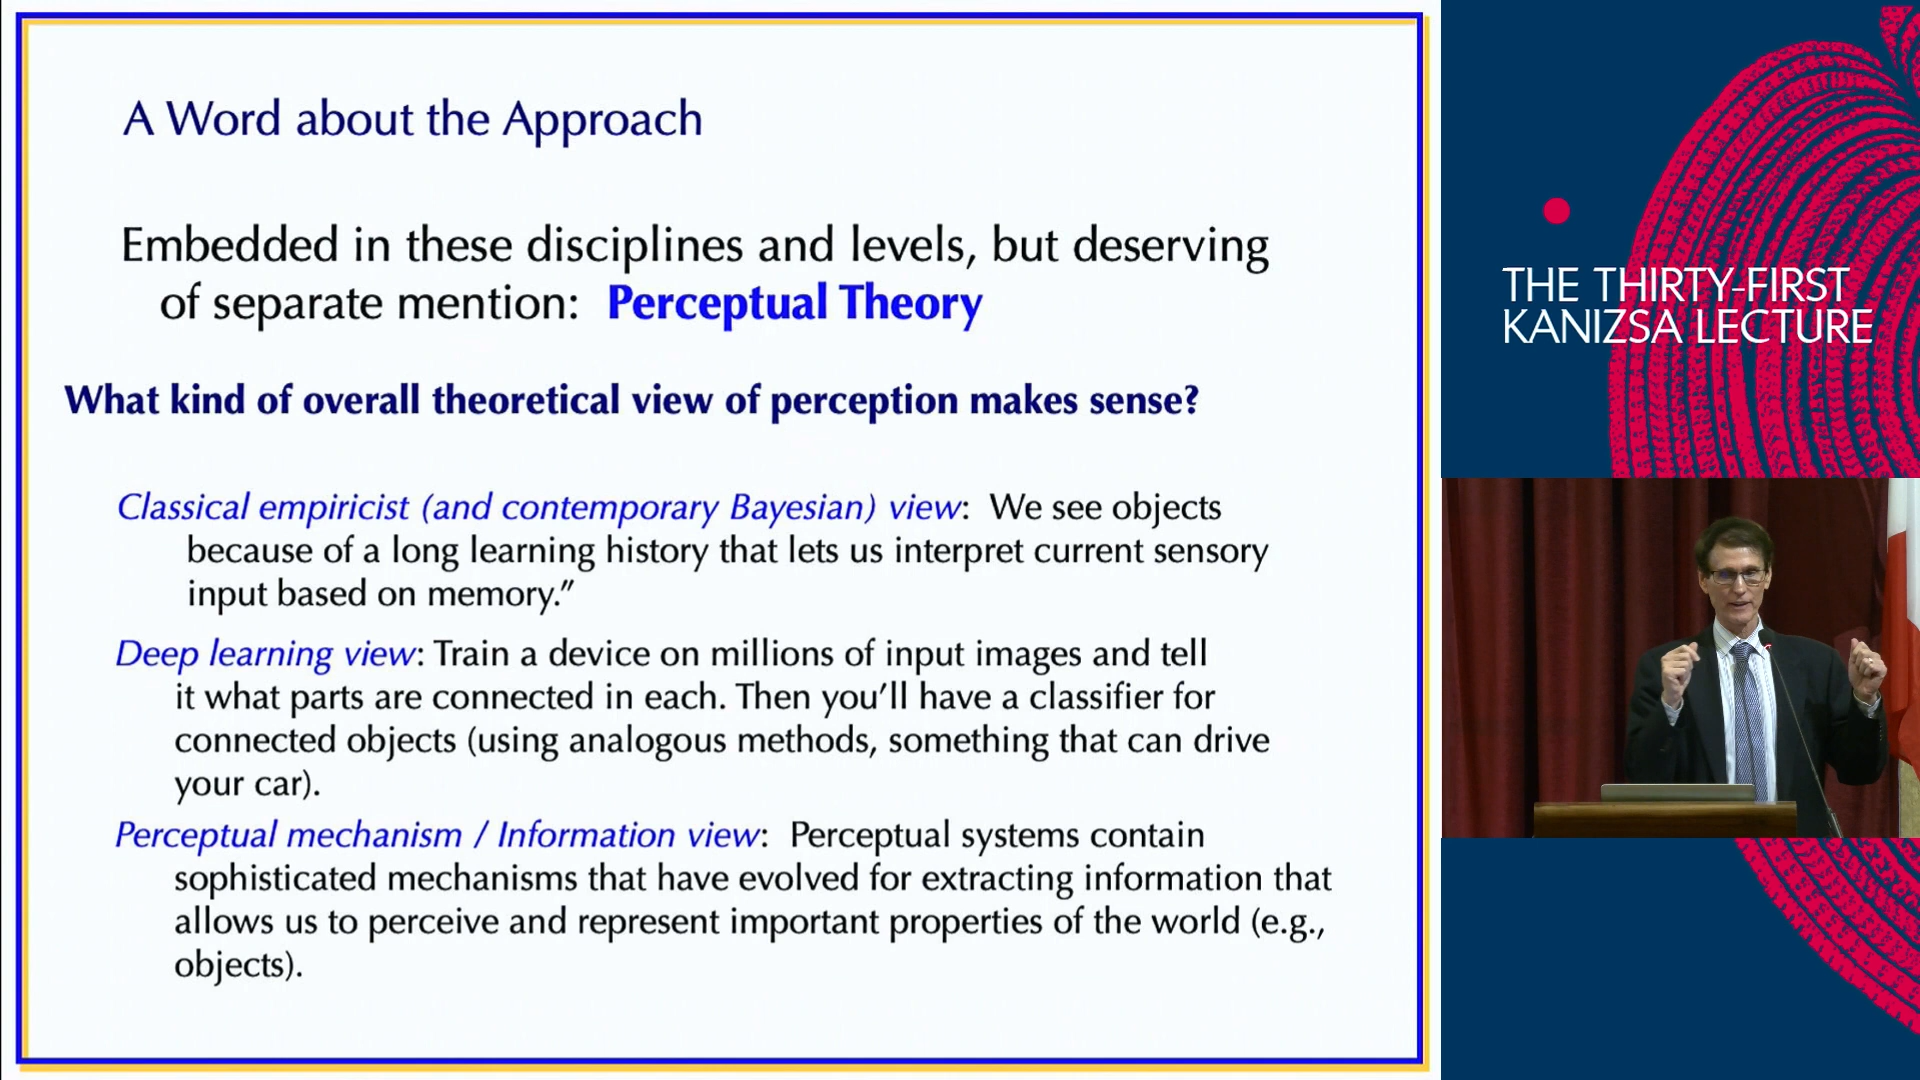 A Word about the Approach
Embedded in these disciplines and levels, but deserving
of separate mention: Perceptual Theory
What kind of overall theoretical view of perception makes sense?
Classical empiricist (and contemporary Bayesian) view: We see objects
because of a long learning history that lets us interpret current sensory
input based on memory.”
Deep learning view: Train a device on millions of input images and tell
it what parts are connected in each. Then you’ll have a classifier for
connected objects (using analogous methods, something that can drive
your car).
Perceptual mechanism / Information view: Perceptual systems contain
sophisticated mechanisms that have evolved for extracting information that
allows us to perceive and represent important properties of the world (e.g.,
objects).
THE THIRTY-FIRST
KANIZSA LECTURE